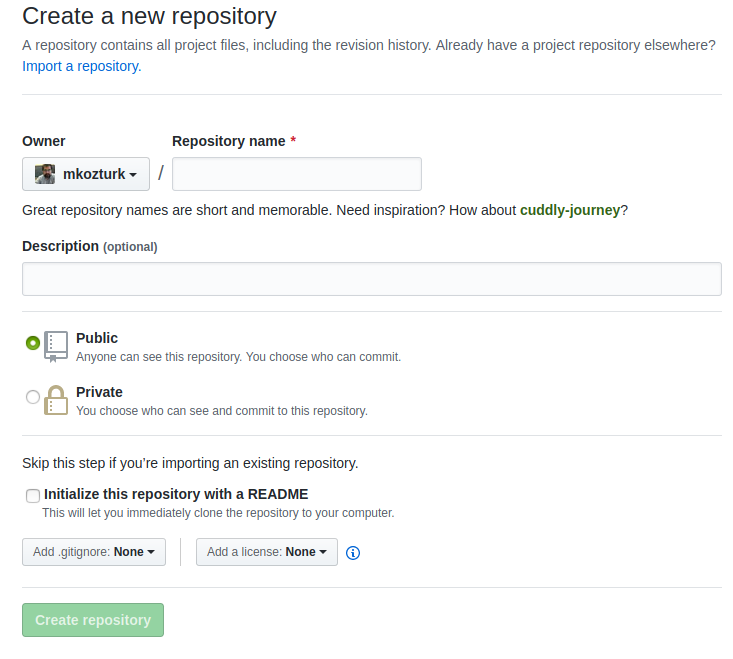 Create a new repository
A repository contains all project files, including the revision history. Already have a project repository elsewhere?
Import a repository.
Owner
Repository name *
mkozturk
/
Great repository names are short and memorable. Need inspiration? How about cuddly-journey?
Description (optional)
Public
Anyone can see this repository. You choose who can commit.
Private
You choose who can see and commit to this repository.
Skip this step if you’re importing an existing repository.
Initialize this repository with a README
This will let you immediately clone the repository to your computer.
Add .gitignore: None
Add a license: None
Create repository